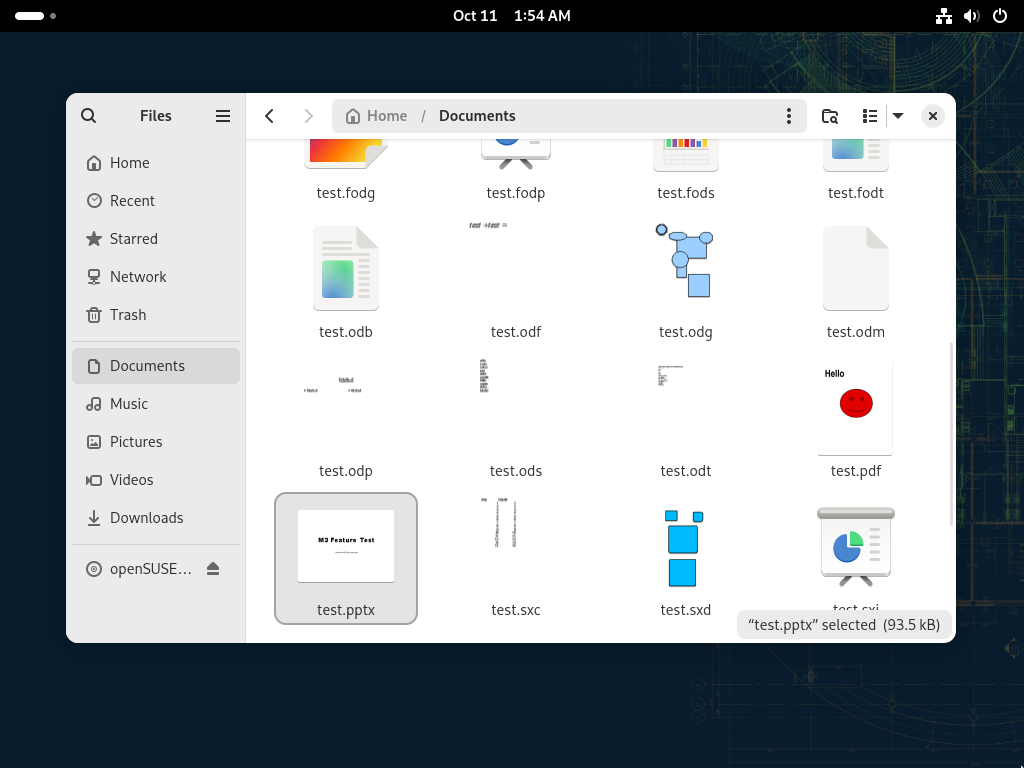 Oct 11 1:54 AM
Files
Home / Documents
Home
Recent
Starred
Network
Trash
Documents
Music
Pictures
Videos
Downloads
openSUSE…
test.fodg
test.fodp
test.fods
test.fodt
test +test =
test.odb
test.odf
test.odg
test.odm
Hello
test.odp
test.ods
test.odt
test.pdf
M3 Feature Test
test.pptx
test.sxc
test.sxd
test.sxi
“test.pptx” selected (93.5 kB)